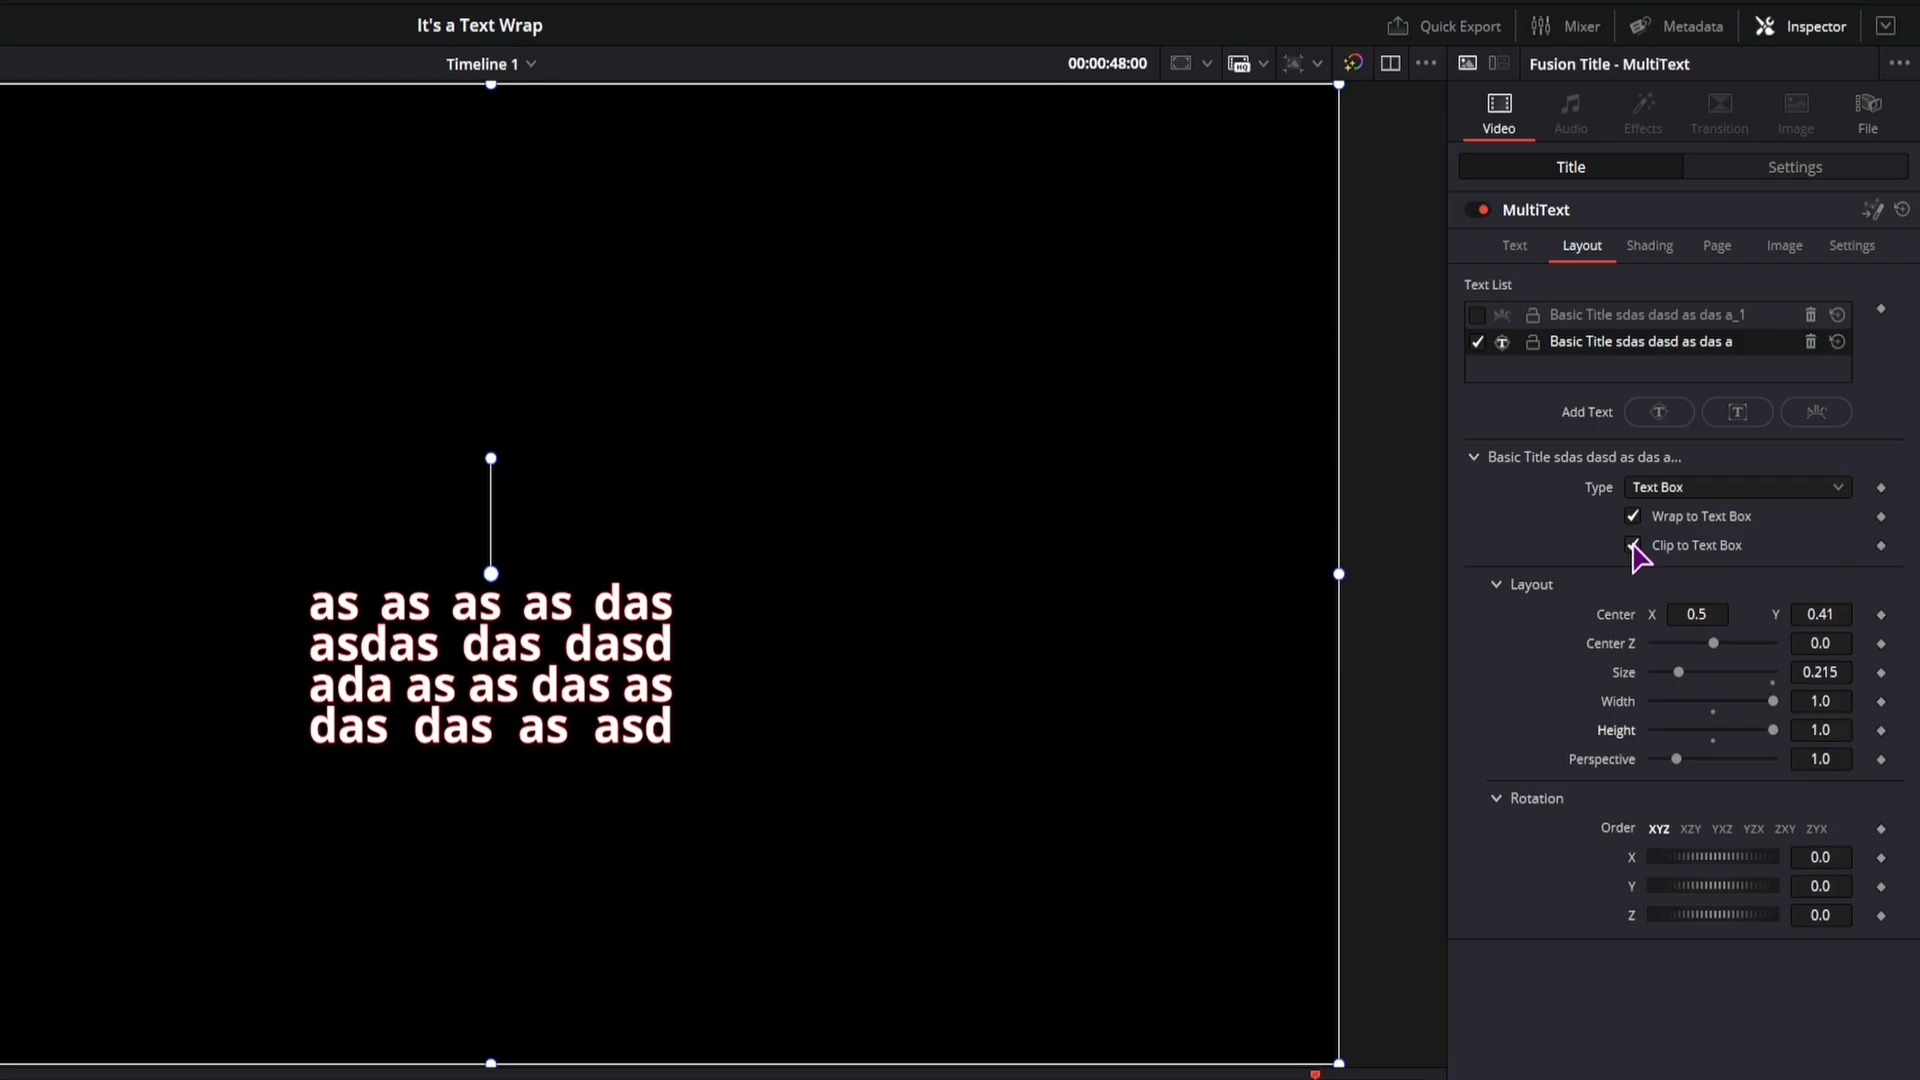 It's a Text Wrap
Quick Export
Mixer
Metadata
Inspector
Timeline 1
00:00:48:00
HQ
Fusion Title - MultiText
Video
Audio
Effects
Transition
Image
File
Title
Settings
MultiText
Text
Layout
Shading
Page
Image
Settings
Text List
Basic Title sdas dasd as das a_1
Basic Title sdas dasd as das a
Add Text
Basic Title sdas dasd as das a...
Type
Text Box
Wrap to Text Box
Clip to Text Box
Layout
Center X 0.5 Y 0.41
Center Z 0.0
Size 0.215
Width 1.0
Height 1.0
Perspective 1.0
Rotation
Order XYZ XZY YXZ YZX ZXY ZYX
X 0.0
Y 0.0
Z 0.0
as as as as das
asdas das dasd
ada as as das as
das das as asd